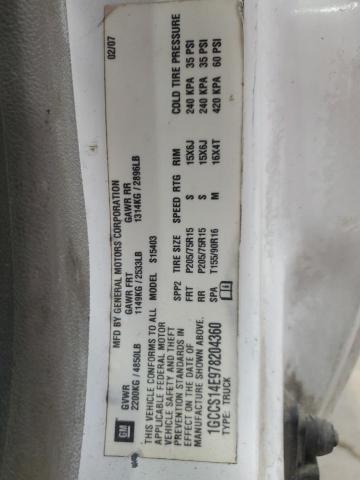 GM
MFD BY GENERAL MOTORS CORPORATION 02/07
GVWR GAWR FRT GAWR RR
2200KG / 4850LB 1149KG / 2533LB 1314KG / 2896LB
THIS VEHICLE CONFORMS TO ALL MODEL S15403
APPLICABLE FEDERAL MOTOR
VEHICLE SAFETY AND THEFT
PREVENTION STANDARDS IN
EFFECT ON THE DATE OF
MANUFACTURE SHOWN ABOVE.
1GCCS14E978204360
TYPE: TRUCK
SPP2 TIRE SIZE SPEED RTG RIM COLD TIRE PRESSURE
FRT P205/75R15 S 15X6J 240 KPA 35 PSI
RR P205/75R15 S 15X6J 240 KPA 35 PSI
SPA T155/90R16 M 16X4T 420 KPA 60 PSI